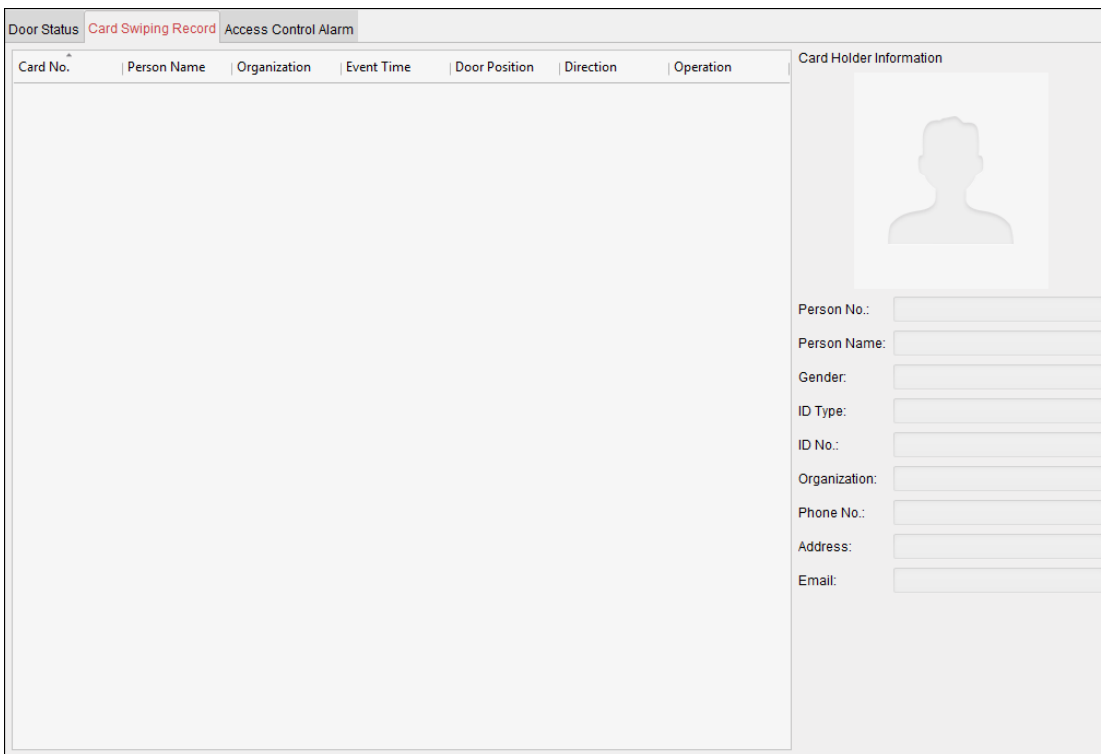 Door Status Card Swiping Record Access Control Alarm
Card No. Person Name Organization Event Time Door Position Direction Operation
Card Holder Information
Person No.:
Person Name:
Gender:
ID Type:
ID No.:
Organization:
Phone No.:
Address:
Email: